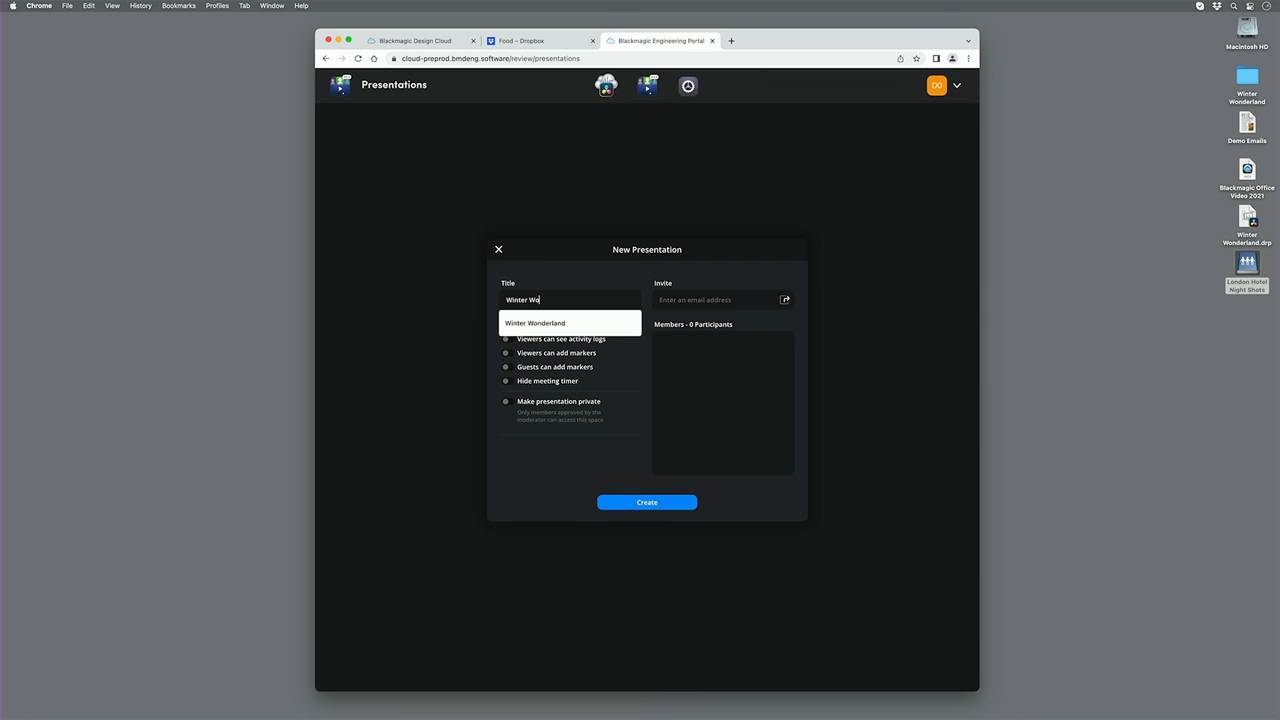 Chrome File Edit View History Bookmarks Profiles Tab Window Help
Macintosh HD
Winter
Wonderland
Demo Emails
Blackmagic Office
Video 2021
Winter
Wonderland.drp
London Hotel
Night Shots
Blackmagic Design Cloud
Food – Dropbox
Blackmagic Engineering Portal
cloud-preprod.bmdeng.software/review/presentations
Presentations
DO
New Presentation
Title
Winter Wo
Winter Wonderland
Viewers can see activity logs
Viewers can add markers
Guests can add markers
Hide meeting timer
Make presentation private
Only members approved by the
moderator can access this space
Invite
Enter an email address
Members - 0 Participants
Create